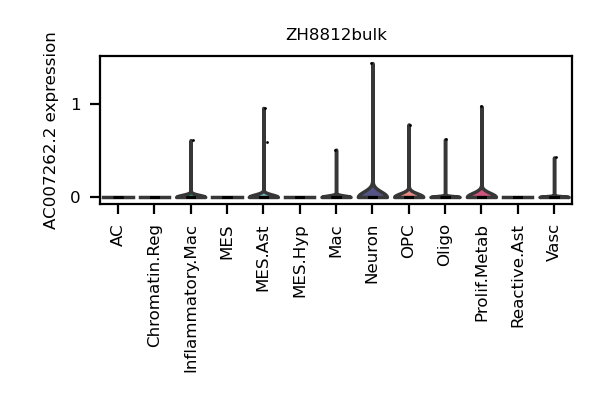 ZH8812bulk
AC007262.2 expression
1
0
AC
Chromatin.Reg
Inflammatory.Mac
MES
MES.Ast
MES.Hyp
Mac
Neuron
OPC
Oligo
Prolif.Metab
Reactive.Ast
Vasc